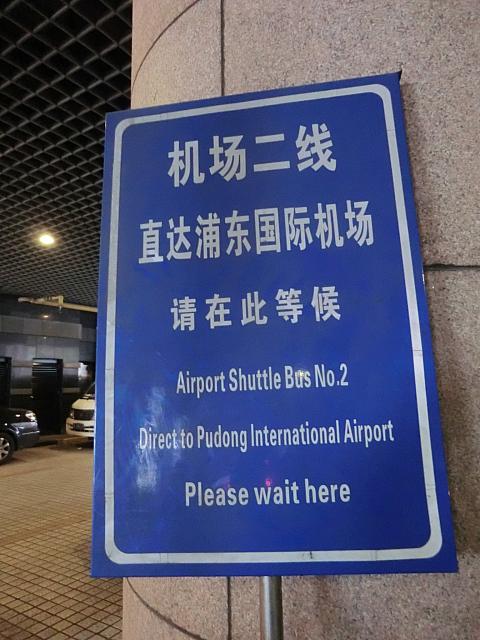 机场二线
直达浦东国际机场
请在此等候
Airport Shuttle Bus No.2
Direct to Pudong International Airport
Please wait here